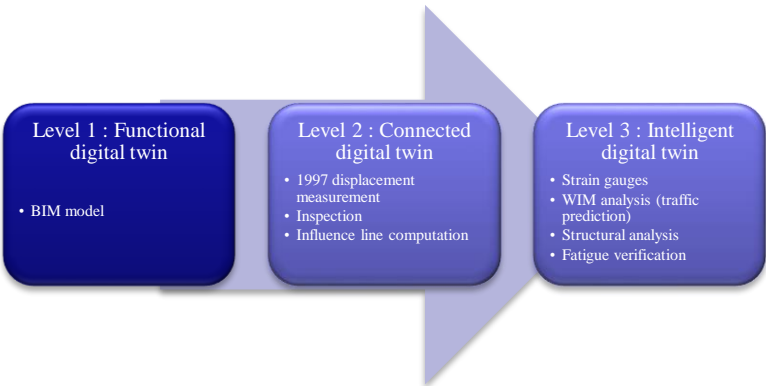 Level 1 : Functional
digital twin
• BIM model
Level 2 : Connected
digital twin
• 1997 displacement
measurement
• Inspection
• Influence line computation
Level 3 : Intelligent
digital twin
• Strain gauges
• WIM analysis (traffic
prediction)
• Structural analysis
• Fatigue verification